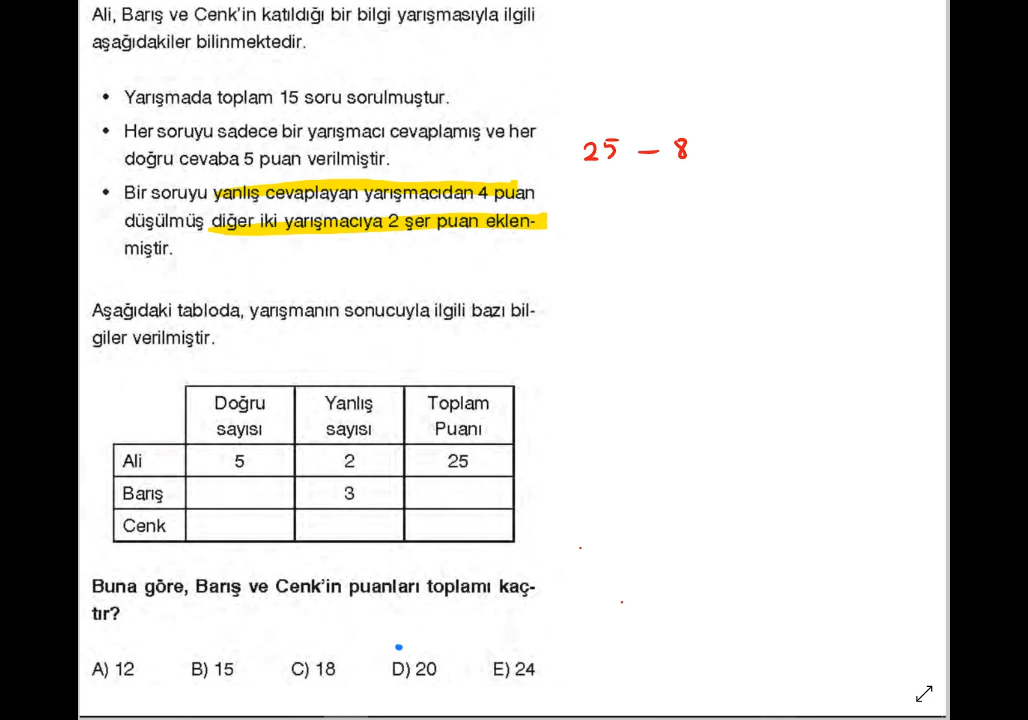 Ali, Barış ve Cenk'in katıldığı bir bilgi yarışmasıyla ilgili
aşağıdakiler bilinmektedir.
• Yarışmada toplam 15 soru sorulmuştur.
• Her soruyu sadece bir yarışmacı cevaplamış ve her
doğru cevaba 5 puan verilmiştir.
25 – 8
• Bir soruyu yanlış cevaplayan yarışmacıdan 4 puan
düşülmüş diğer iki yarışmacıya 2 şer puan eklen-
miştir.
Aşağıdaki tabloda, yarışmanın sonucuyla ilgili bazı bil-
giler verilmiştir.
Doğru sayısı Yanlış sayısı Toplam Puanı
Ali 5 2 25
Barış 3
Cenk
Buna göre, Barış ve Cenk'in puanları toplamı kaç-
tır?
A) 12 B) 15 C) 18 D) 20 E) 24